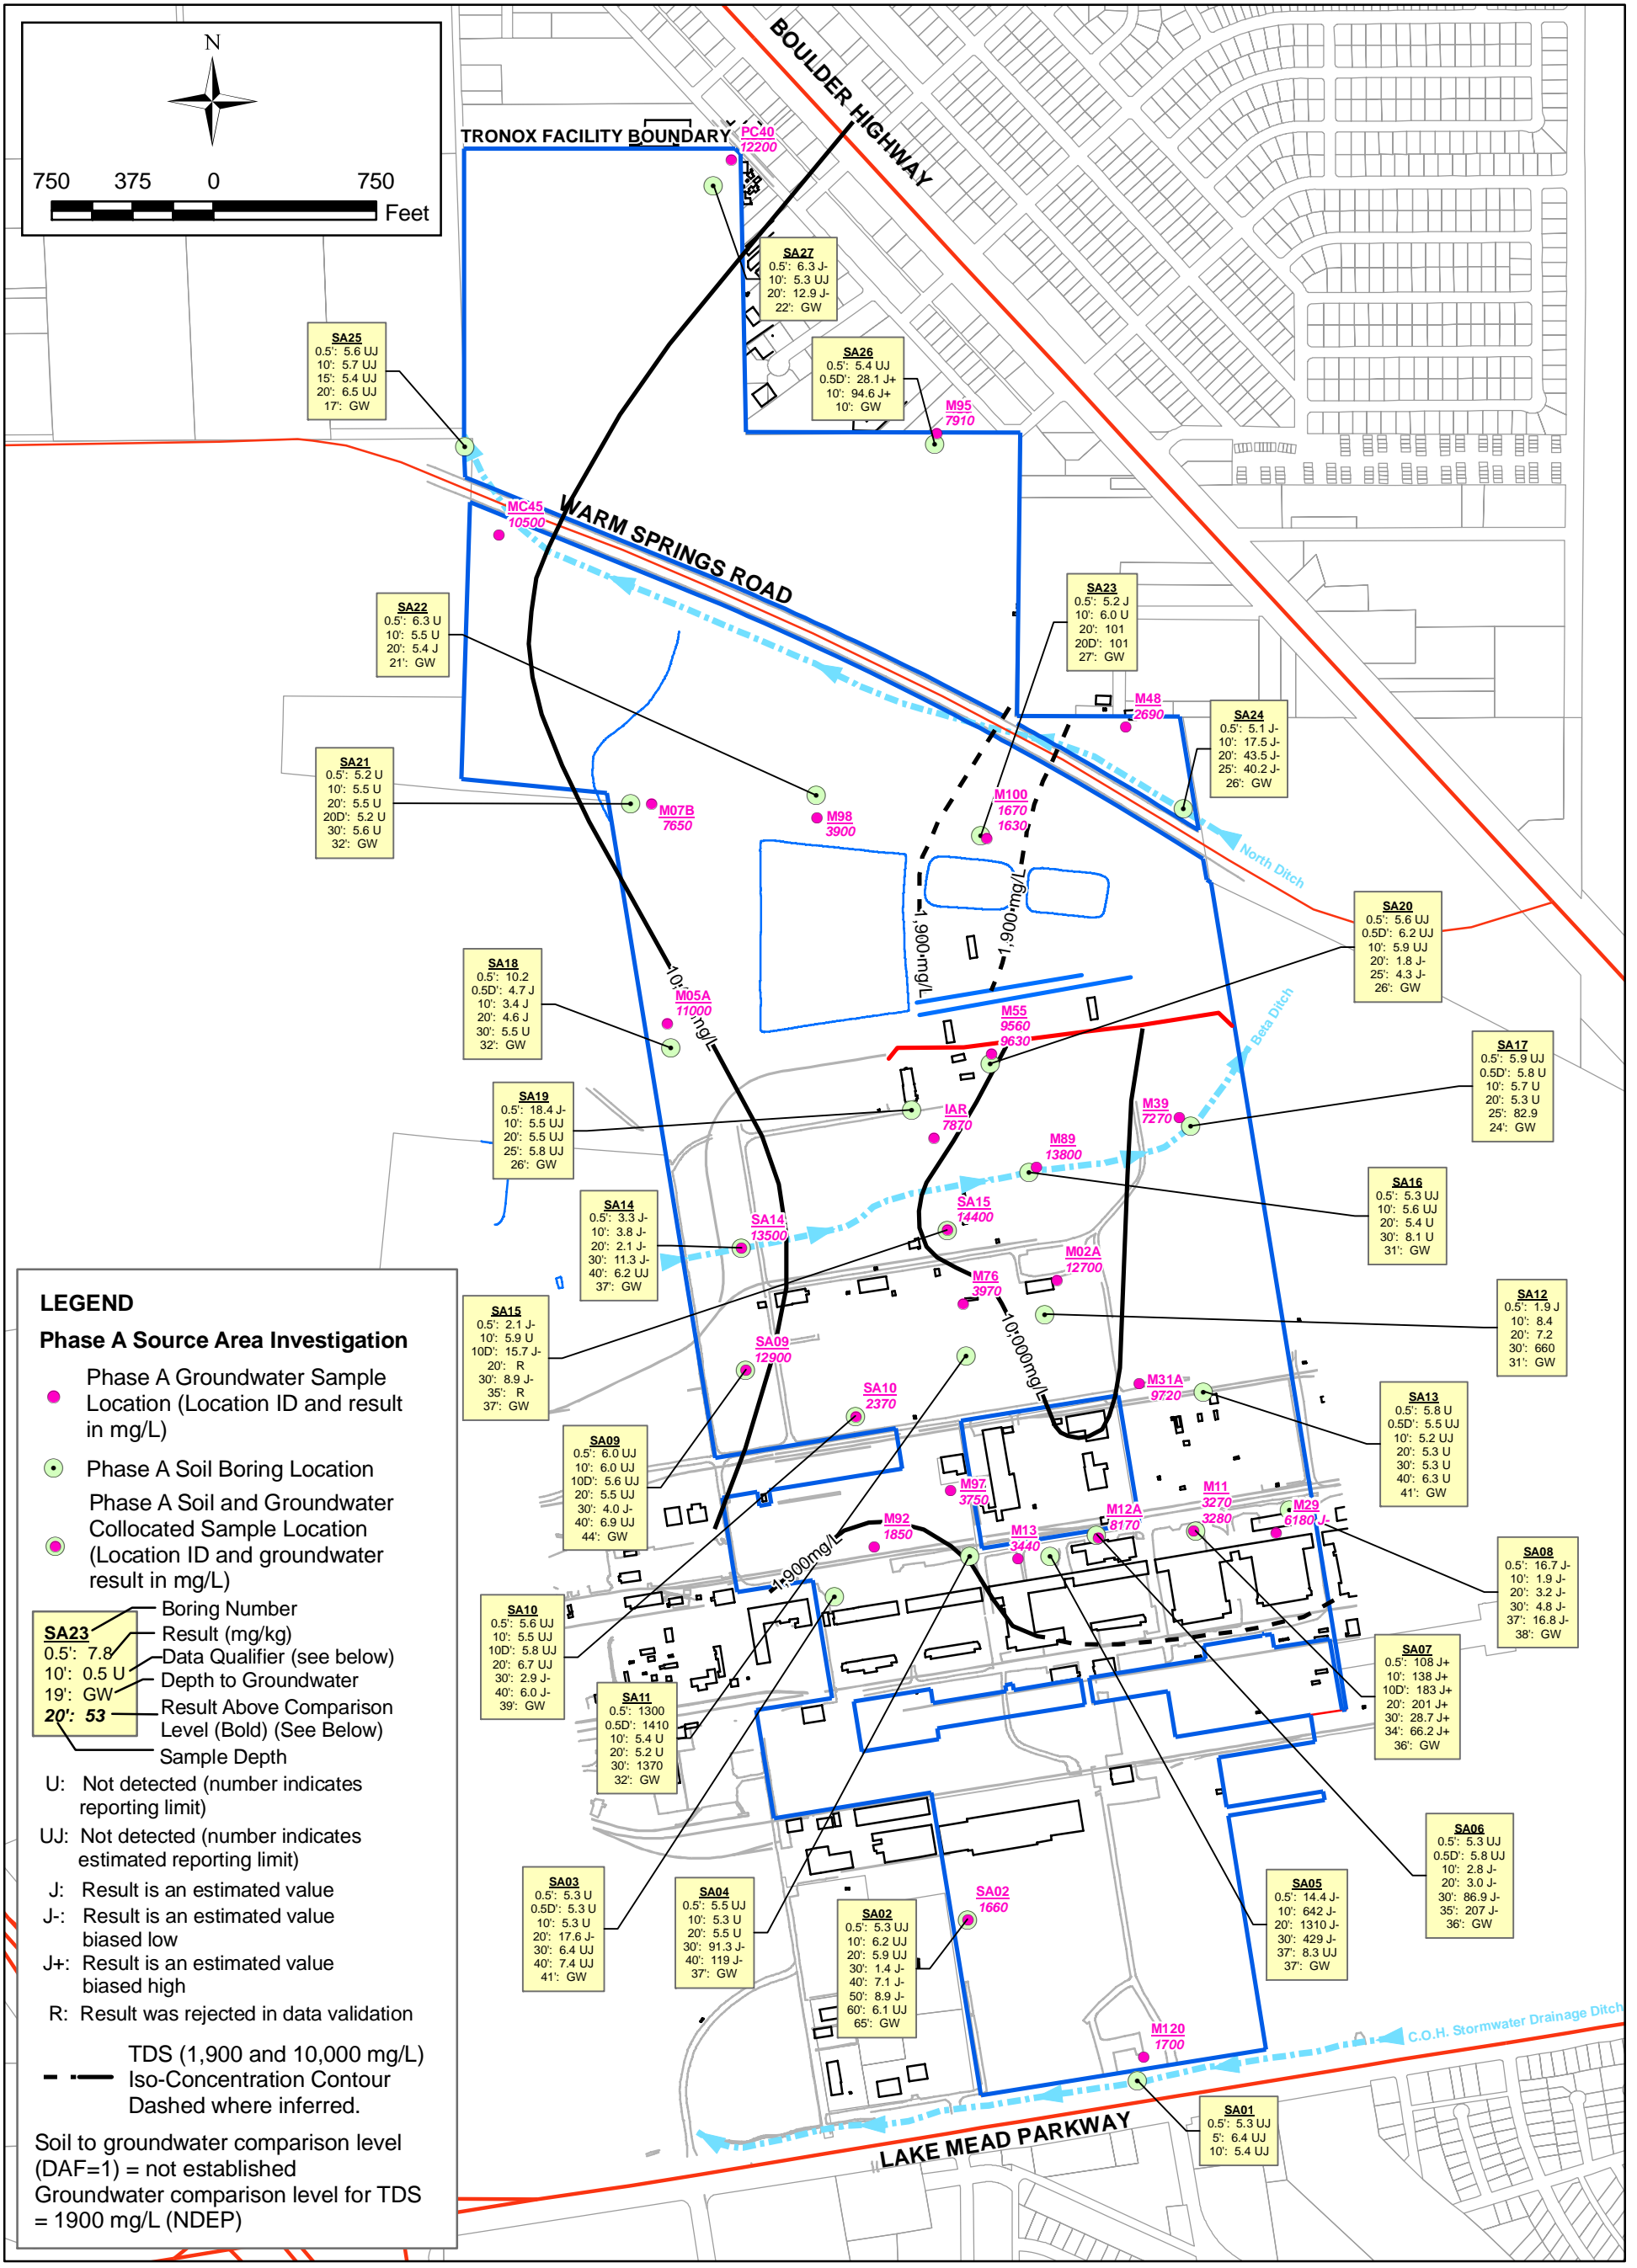 N
750 375 0 750
Feet
BOULDER HIGHWAY
TRONOX FACILITY BOUNDARY
PC40
12200
SA27
0.5': 6.3 J-
10': 5.3 UJ
20': 12.9 J-
22': GW
SA25
0.5': 5.6 UJ
10': 5.7 UJ
15': 5.4 UJ
20': 6.5 UJ
17': GW
SA26
0.5': 5.4 UJ
0.5D': 28.1 J+
10': 94.6 J+
10': GW
M95
7910
MC45
10500
WARM SPRINGS ROAD
SA22
0.5': 6.3 U
10': 5.5 U
20': 5.4 J
21': GW
SA23
0.5': 5.2 J
10': 6.0 U
20': 101
20D': 101
27': GW
M48
2690
SA24
0.5': 5.1 J-
10': 17.5 J-
20': 43.5 J-
25': 40.2 J-
26': GW
SA21
0.5': 5.2 U
10': 5.5 U
20': 5.5 U
20D': 5.2 U
30': 5.6 U
32': GW
M07B
7650
M98
3900
M100
1670
1630
North Ditch
1,900 mg/L
1,900 mg/L
SA20
0.5': 5.6 UJ
0.5D': 6.2 UJ
10': 5.9 UJ
20': 1.8 J-
25': 4.3 J-
26': GW
SA18
0.5': 10.2
0.5D': 4.7 J
10': 3.4 J
20': 4.6 J
30': 5.5 U
32': GW
M05A
11000
M55
9560
9630
Beta Ditch
SA17
0.5': 5.9 UJ
0.5D': 5.8 U
10': 5.7 U
20': 5.3 U
25': 82.9
24': GW
SA19
0.5': 18.4 J-
10': 5.5 UJ
20': 5.5 UJ
25': 5.8 UJ
26': GW
IAR
7870
M39
7270
M89
13800
SA16
0.5': 5.3 UJ
10': 5.6 UJ
20': 5.4 U
30': 8.1 U
31': GW
SA14
0.5': 3.3 J-
10': 3.8 J-
20': 2.1 J-
30': 11.3 J-
40': 6.2 UJ
37': GW
SA14
13500
SA15
14400
M02A
12700
M76
3970
10,000mg/L
SA12
0.5': 1.9 J
10': 8.4
20': 7.2
30': 660
31': GW
SA15
0.5': 2.1 J-
10': 5.9 U
10D': 15.7 J-
20': R
30': 8.9 J-
35': R
37': GW
SA09
12900
SA10
2370
M31A
9720
SA13
0.5': 5.8 U
0.5D': 5.5 UJ
10': 5.2 UJ
20': 5.3 U
30': 5.3 U
40': 6.3 U
41': GW
SA09
0.5': 6.0 UJ
10': 6.0 UJ
10D': 5.6 UJ
20': 5.5 UJ
30': 4.0 J-
40': 6.9 UJ
44': GW
M97
3750
M92
1850
M13
3440
M12A
8170
M11
3270
3280
M29
6180 J-
1,900mg/L
SA08
0.5': 16.7 J-
10': 1.9 J-
20': 3.2 J-
30': 4.8 J-
37': 16.8 J-
38': GW
SA10
0.5': 5.6 UJ
10': 5.5 UJ
10D': 5.8 UJ
20': 6.7 UJ
30': 2.9 J-
40': 6.0 J-
39': GW
SA07
0.5': 108 J+
10': 138 J+
10D': 183 J+
20': 201 J+
30': 28.7 J+
34': 66.2 J+
36': GW
SA11
0.5': 1300
0.5D': 1410
10': 5.4 U
20': 5.2 U
30': 1370
32': GW
SA06
0.5': 5.3 UJ
0.5D': 5.8 UJ
10': 2.8 J-
20': 3.0 J-
30': 86.9 J-
35': 207 J-
36': GW
SA03
0.5': 5.3 U
0.5D': 5.3 U
10': 5.3 U
20': 17.6 J-
30': 6.4 UJ
40': 7.4 UJ
41': GW
SA04
0.5': 5.5 UJ
10': 5.3 U
20': 5.5 U
30': 91.3 J-
40': 119 J-
37': GW
SA02
0.5': 5.3 UJ
10': 6.2 UJ
20': 5.9 UJ
30': 1.4 J-
40': 7.1 J-
50': 8.9 J-
60': 6.1 UJ
65': GW
SA02
1660
SA05
0.5': 14.4 J-
10': 642 J-
20': 1310 J-
30': 429 J-
37': 8.3 UJ
37': GW
M120
1700
C.O.H. Stormwater Drainage Ditch
SA01
0.5': 5.3 UJ
5': 6.4 UJ
10': 5.4 UJ
LAKE MEAD PARKWAY
LEGEND
Phase A Source Area Investigation
Phase A Groundwater Sample
Location (Location ID and result
in mg/L)
Phase A Soil Boring Location
Phase A Soil and Groundwater
Collocated Sample Location
(Location ID and groundwater
result in mg/L)
SA23
0.5': 7.8
10': 0.5 U
19': GW
20': 53
Boring Number
Result (mg/kg)
Data Qualifier (see below)
Depth to Groundwater
Result Above Comparison
Level (Bold) (See Below)
Sample Depth
U: Not detected (number indicates
reporting limit)
UJ: Not detected (number indicates
estimated reporting limit)
J: Result is an estimated value
J-: Result is an estimated value
biased low
J+: Result is an estimated value
biased high
R: Result was rejected in data validation
TDS (1,900 and 10,000 mg/L)
Iso-Concentration Contour
Dashed where inferred.
Soil to groundwater comparison level
(DAF=1) = not established
Groundwater comparison level for TDS
= 1900 mg/L (NDEP)